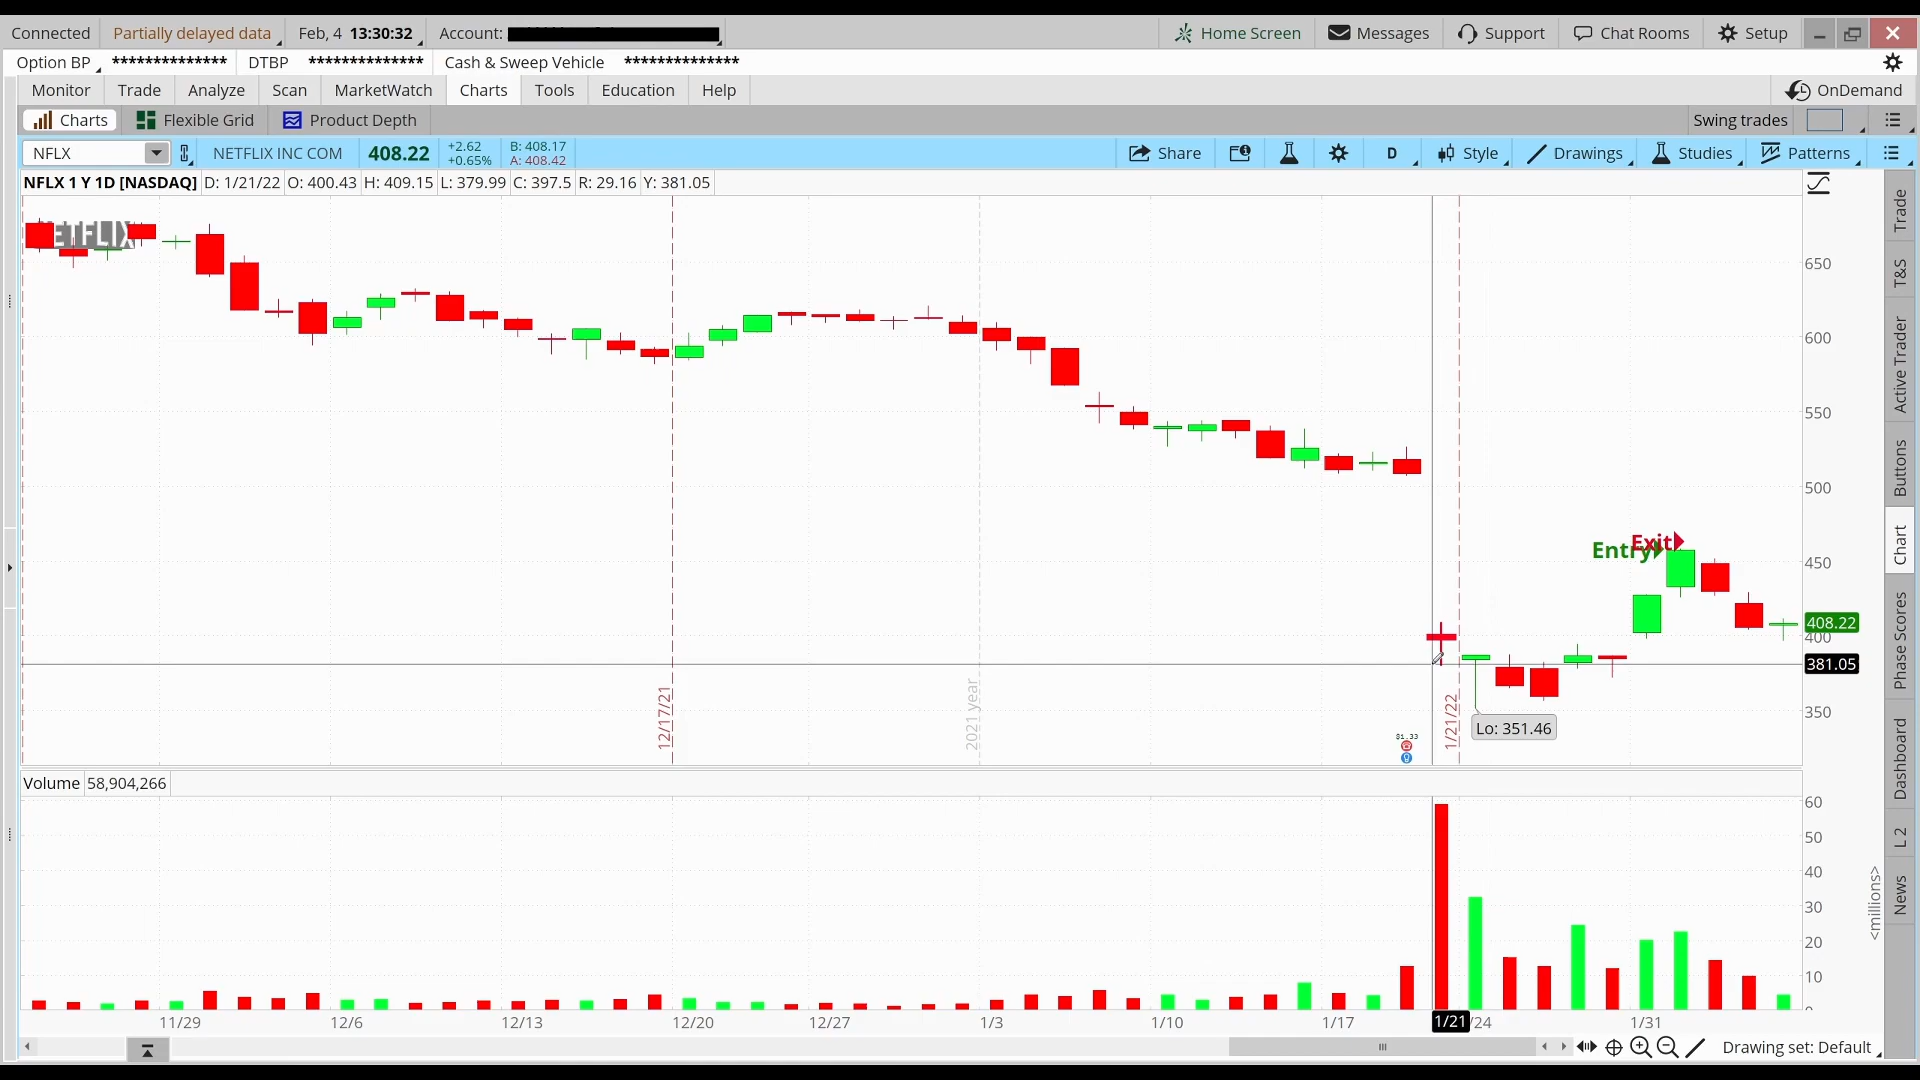 Connected Partially delayed data Feb, 4 13:30:32 Account: Home Screen Messages Support Chat Rooms Setup
Option BP ************** DTBP ************** Cash & Sweep Vehicle **************
Monitor Trade Analyze Scan MarketWatch Charts Tools Education Help OnDemand
Charts Flexible Grid Product Depth Swing trades
NFLX NETFLIX INC COM 408.22 +2.62 B: 408.17 Share D Style Drawings Studies Patterns
+0.65% A: 408.42
NFLX 1 Y 1D [NASDAQ] D: 1/21/22 O: 400.43 H: 409.15 L: 379.99 C: 397.5 R: 29.16 Y: 381.05
ETFLIX
650
600
550
500
450
400
350
Entry Exit
408.22
381.05
Lo: 351.46
$1.33
12/17/21
2021 year
1/21/22
Volume 58,904,266
60
50
40
30
20
10
<millions>
11/29 12/6 12/13 12/20 12/27 1/3 1/10 1/17 1/21 /24 1/31
Drawing set: Default
Trade
T&S
Active Trader
Buttons
Chart
Phase Scores
Dashboard
L 2
News